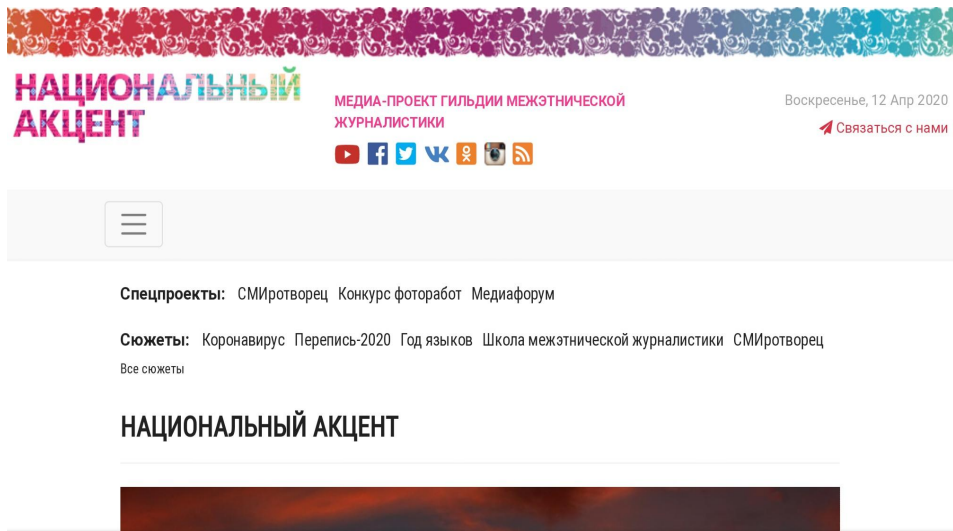 НАЦИОНАЛЬНЫЙ
АКЦЕНТ
МЕДИА-ПРОЕКТ ГИЛЬДИИ МЕЖЭТНИЧЕСКОЙ
ЖУРНАЛИСТИКИ
Воскресенье, 12 Апр 2020
Связаться с нами
Спецпроекты: СМИротворец Конкурс фоторабот Медиафорум
Сюжеты: Коронавирус Перепись-2020 Год языков Школа межэтнической журналистики СМИротворец
Все сюжеты
НАЦИОНАЛЬНЫЙ АКЦЕНТ